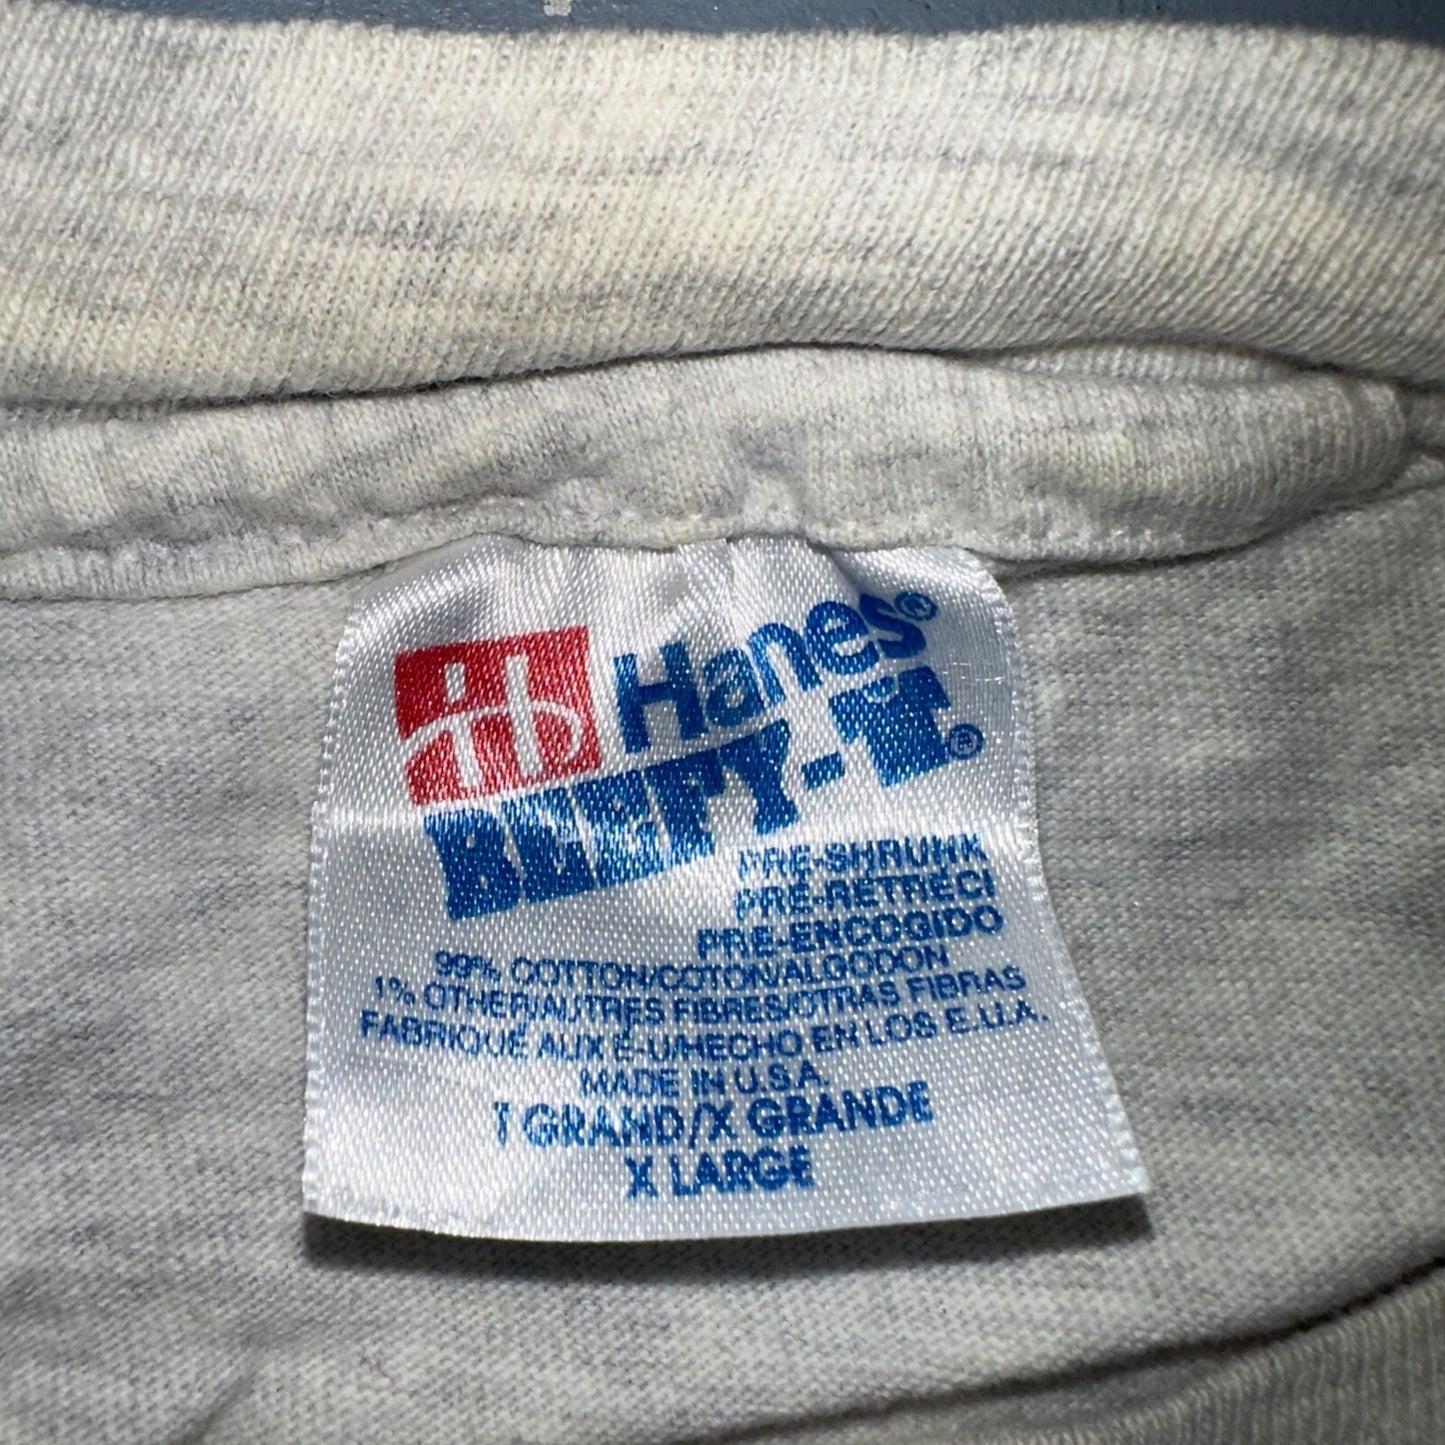 Hanes®
BEEFY-T®
PRE-SHRUNK
PRÉ-RÉTRÉCI
PRE-ENCOGIDO
99% COTTON/COTON/ALGODON
1% OTHER/AUTRES FIBRES/OTRAS FIBRAS
FABRIQUÉ AUX É-U/HECHO EN LOS E.U.A.
MADE IN U.S.A.
T GRAND/X GRANDE
X LARGE